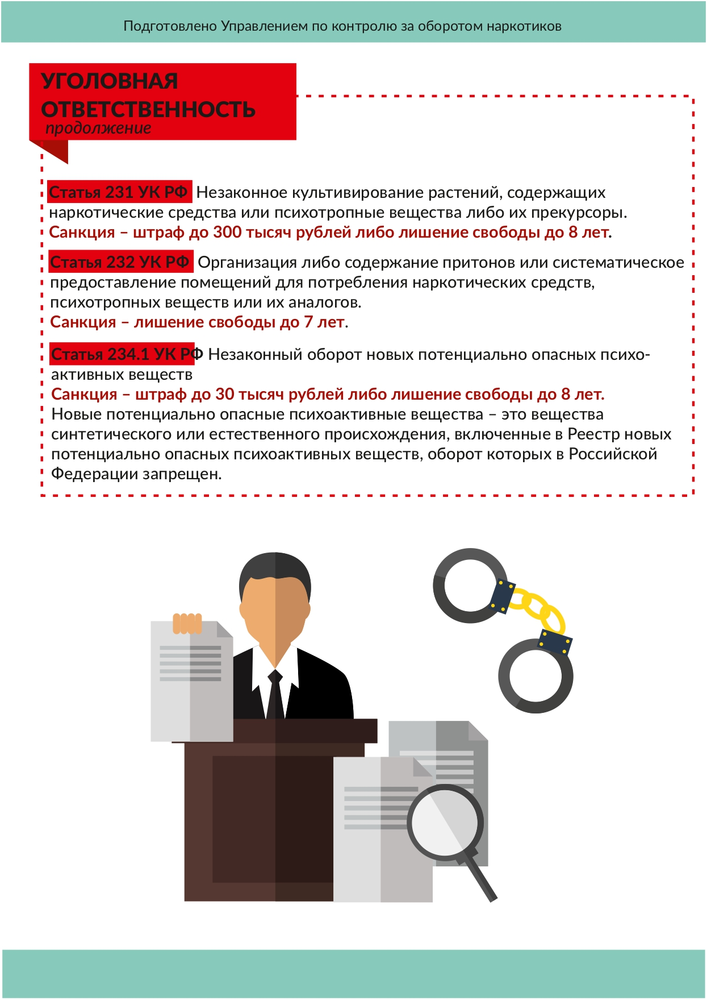 Подготовлено Управлением по контролю за оборотом наркотиков
УГОЛОВНАЯ
ОТВЕТСТВЕННОСТЬ
продолжение
Статья 231 УК РФ Незаконное культивирование растений, содержащих
наркотические средства или психотропные вещества либо их прекурсоры.
Санкция – штраф до 300 тысяч рублей либо лишение свободы до 8 лет.
Статья 232 УК РФ Организация либо содержание притонов или систематическое
предоставление помещений для потребления наркотических средств,
психотропных веществ или их аналогов.
Санкция – лишение свободы до 7 лет.
Статья 234.1 УК РФ Незаконный оборот новых потенциально опасных психо-
активных веществ
Санкция – штраф до 30 тысяч рублей либо лишение свободы до 8 лет.
Новые потенциально опасные психоактивные вещества – это вещества
синтетического или естественного происхождения, включенные в Реестр новых
потенциально опасных психоактивных веществ, оборот которых в Российской
Федерации запрещен.